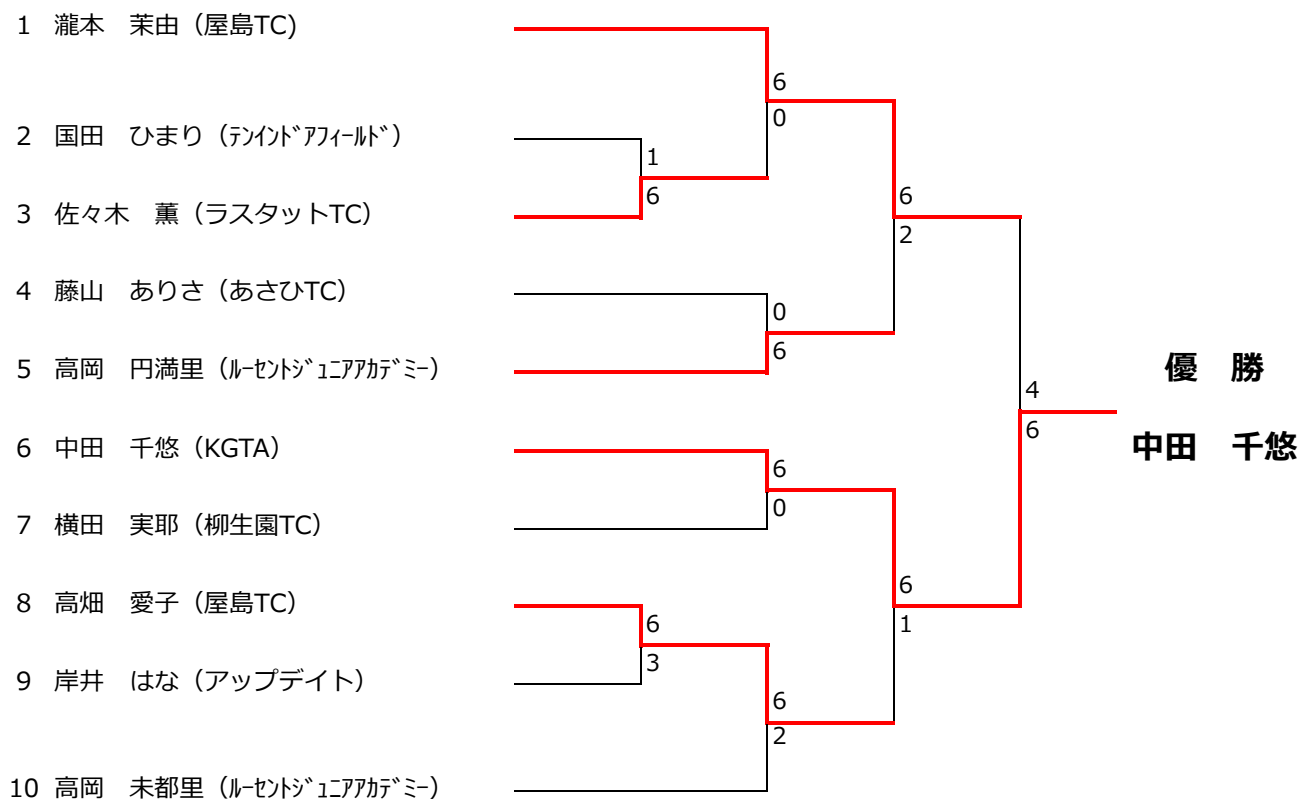 1 瀧本 茉由（屋島TC)
6
0
2 国田 ひまり（ﾃﾝｲﾝﾄﾞｱﾌｨｰﾙﾄﾞ）
1
6
3 佐々木 薫（ラスタットTC）
6
2
4 藤山 ありさ（あさひTC）
0
6
5 高岡 円満里（ﾙｰｾﾝﾄｼﾞｭﾆｱｱｶﾃﾞﾐｰ）
優 勝
4
6
中田 千悠
6 中田 千悠（KGTA）
6
0
7 横田 実耶（柳生園TC）
6
1
8 高畑 愛子（屋島TC）
6
3
9 岸井 はな（アップデイト）
6
2
10 高岡 未都里（ﾙｰｾﾝﾄｼﾞｭﾆｱｱｶﾃﾞﾐｰ）